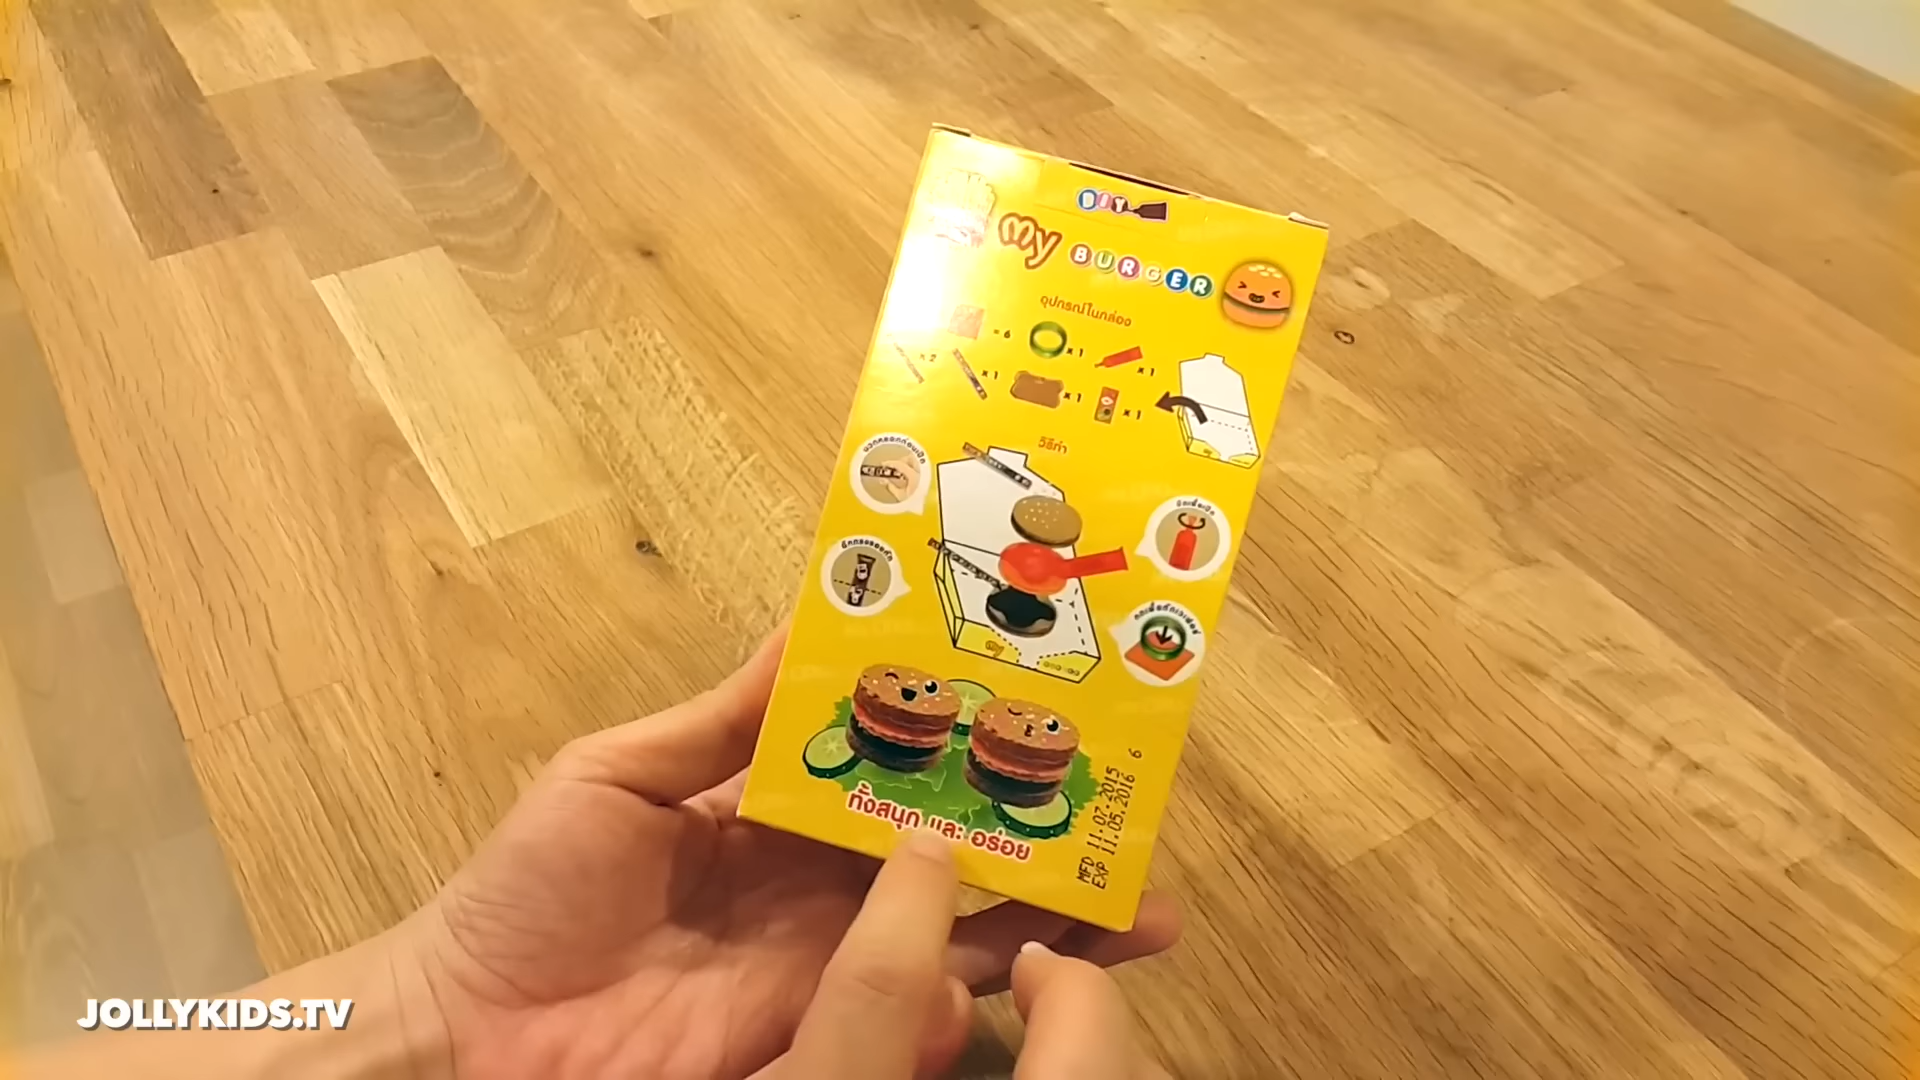 DIY
my BURGER
อุปกรณ์ในกล่อง
= 6
x 1
x 1
x 2
x 1
x 1
x 1
วิธีทำ
my
ทั้งสนุก และ อร่อย
MFD 11.07.2015
EXP 11.05.2016 6
JOLLYKIDS.TV